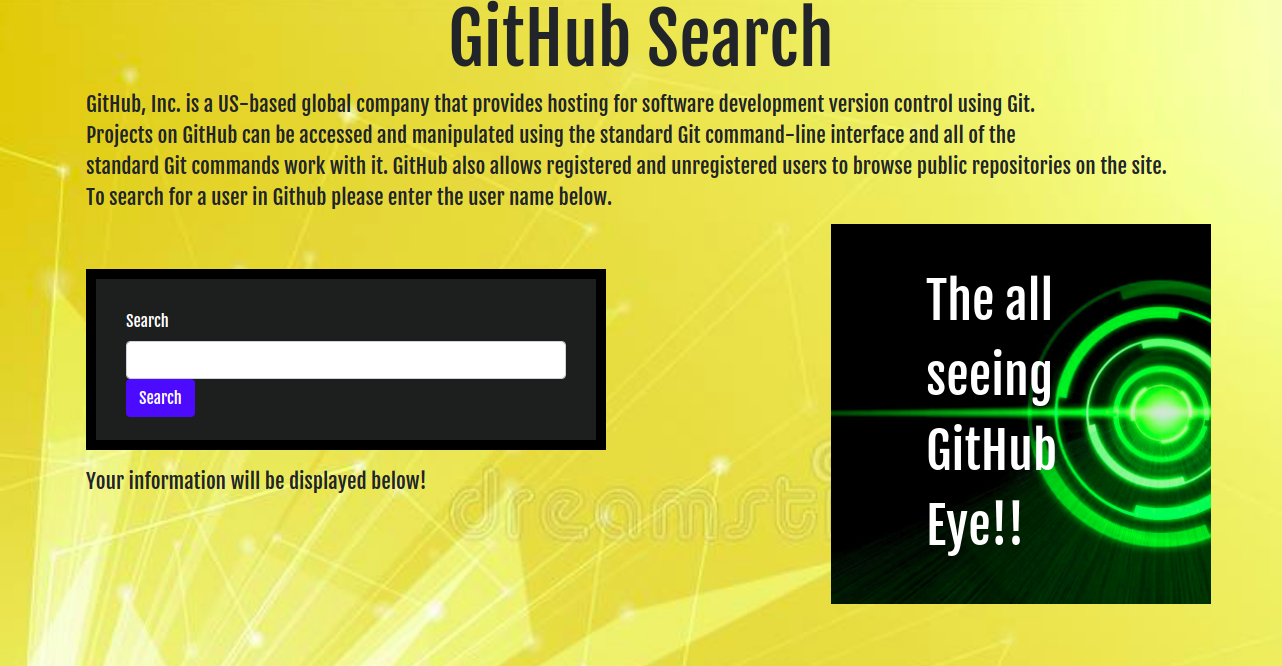 GitHub Search
GitHub, Inc. is a US-based global company that provides hosting for software development version control using Git.
Projects on GitHub can be accessed and manipulated using the standard Git command-line interface and all of the
standard Git commands work with it. GitHub also allows registered and unregistered users to browse public repositories on the site.
To search for a user in Github please enter the user name below.
Search
Search
Your information will be displayed below!
The all
seeing
GitHub
Eye!!
dreamsti